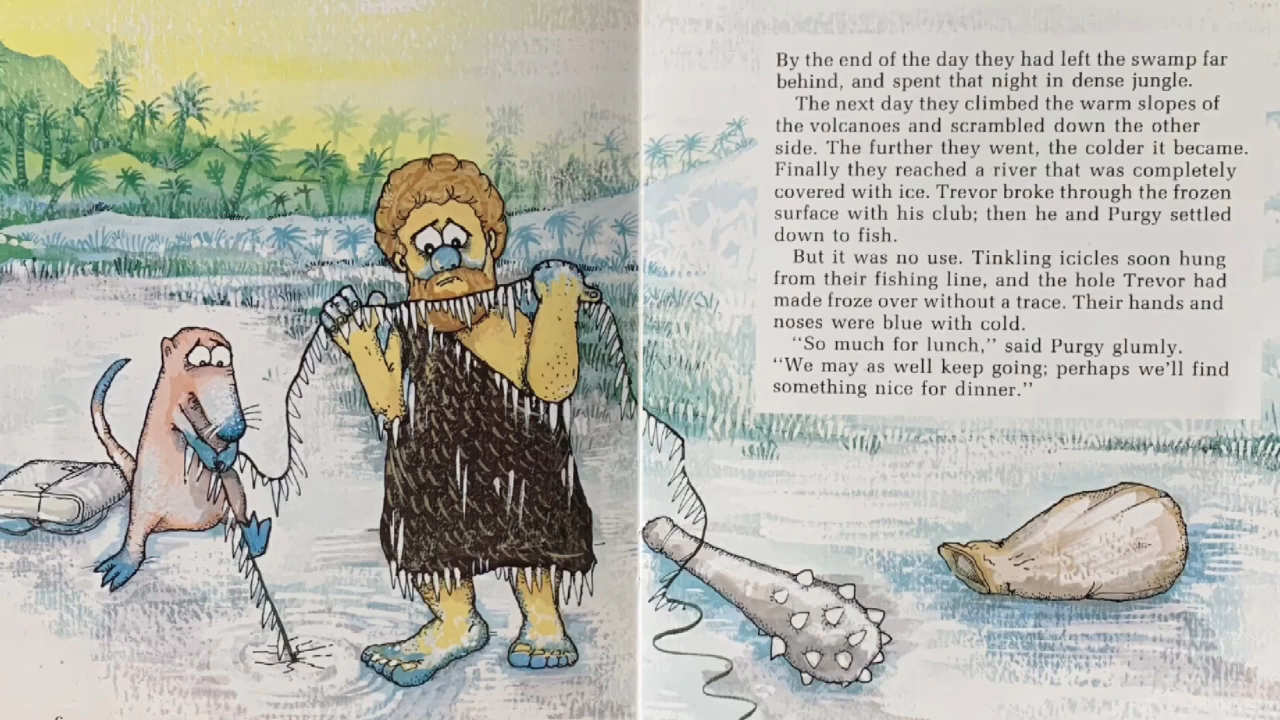 By the end of the day they had left the swamp far
behind, and spent that night in dense jungle.
The next day they climbed the warm slopes of
the volcanoes and scrambled down the other
side. The further they went, the colder it became.
Finally they reached a river that was completely
covered with ice. Trevor broke through the frozen
surface with his club; then he and Purgy settled
down to fish.
But it was no use. Tinkling icicles soon hung
from their fishing line, and the hole Trevor had
made froze over without a trace. Their hands and
noses were blue with cold.
“So much for lunch,” said Purgy glumly.
“We may as well keep going; perhaps we’ll find
something nice for dinner.”